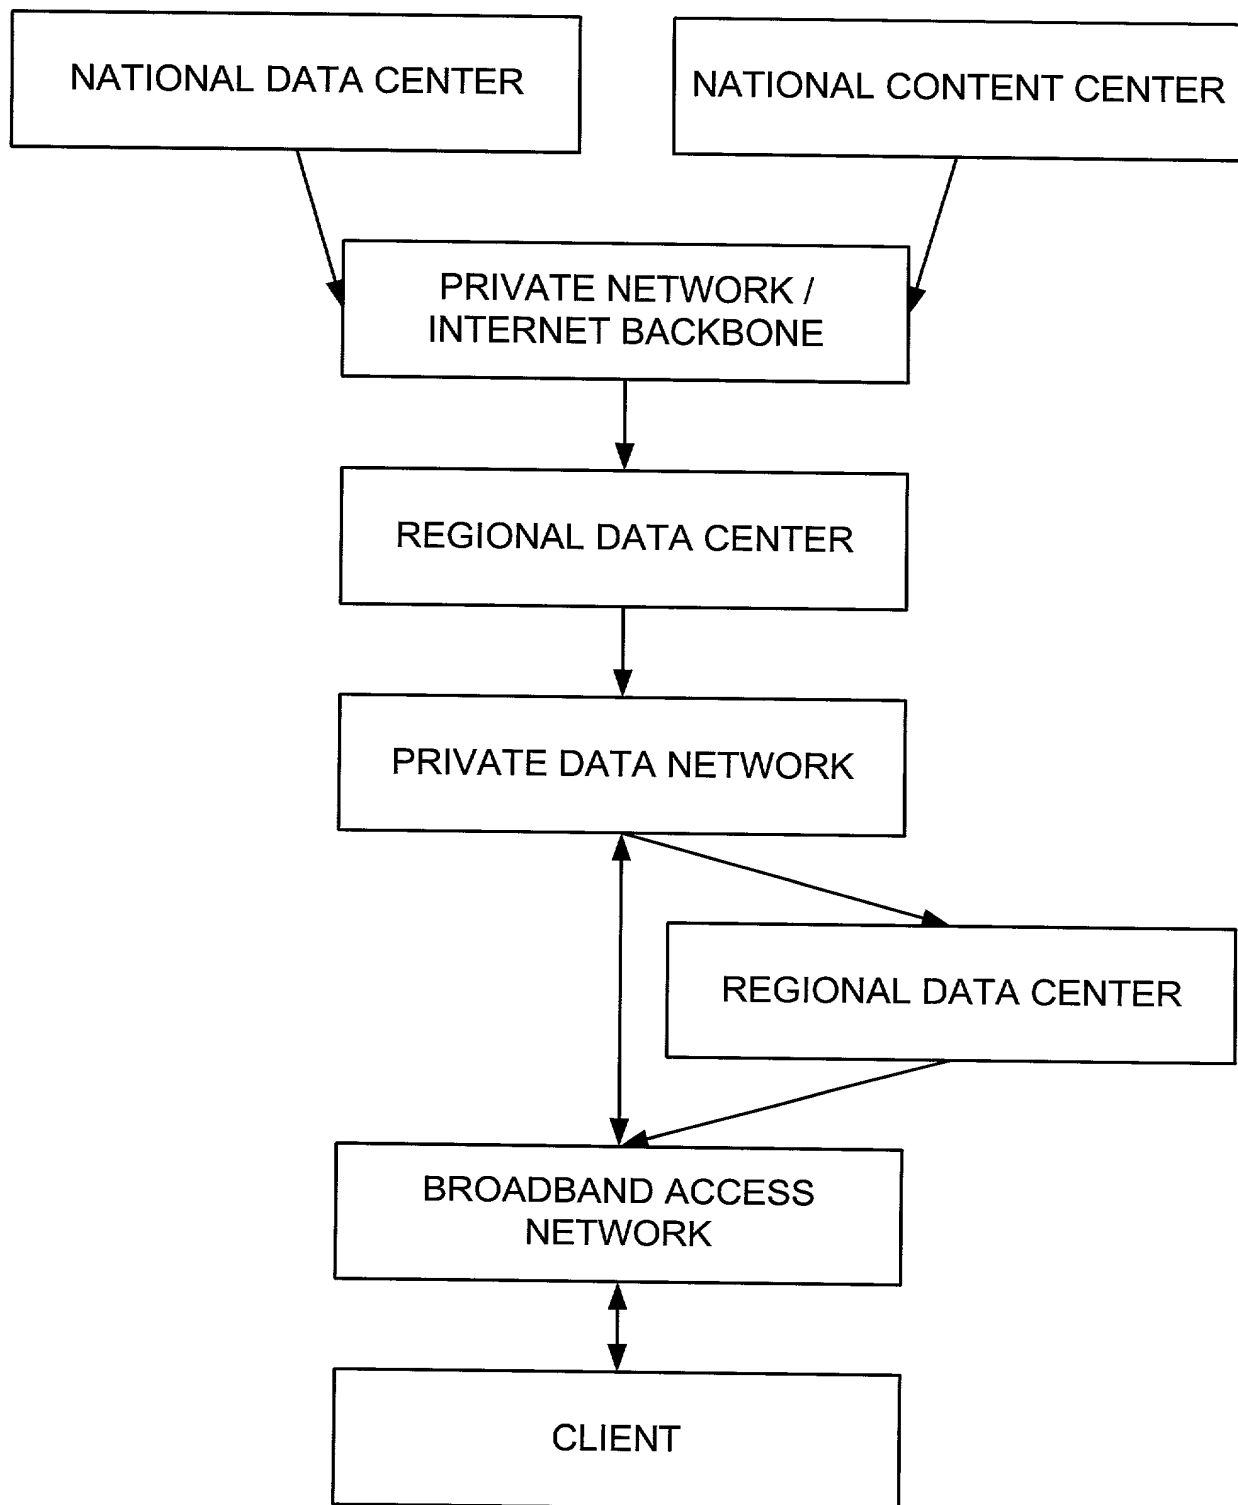 NATIONAL DATA CENTER
NATIONAL CONTENT CENTER
PRIVATE NETWORK /
INTERNET BACKBONE
REGIONAL DATA CENTER
PRIVATE DATA NETWORK
REGIONAL DATA CENTER
BROADBAND ACCESS
NETWORK
CLIENT